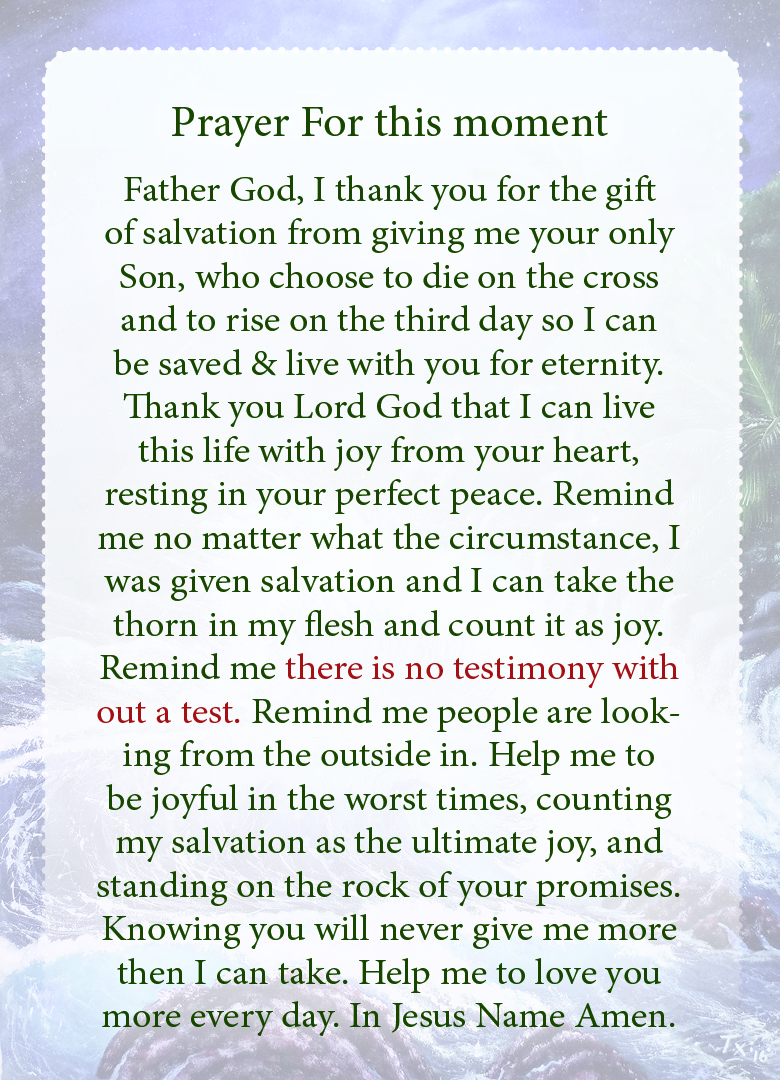 Prayer For this moment
Father God, I thank you for the gift
of salvation from giving me your only
Son, who choose to die on the cross
and to rise on the third day so I can
be saved & live with you for eternity.
Thank you Lord God that I can live
this life with joy from your heart,
resting in your perfect peace. Remind
me no matter what the circumstance, I
was given salvation and I can take the
thorn in my flesh and count it as joy.
Remind me there is no testimony with
out a test. Remind me people are look-
ing from the outside in. Help me to
be joyful in the worst times, counting
my salvation as the ultimate joy, and
standing on the rock of your promises.
Knowing you will never give me more
then I can take. Help me to love you
more every day. In Jesus Name Amen.